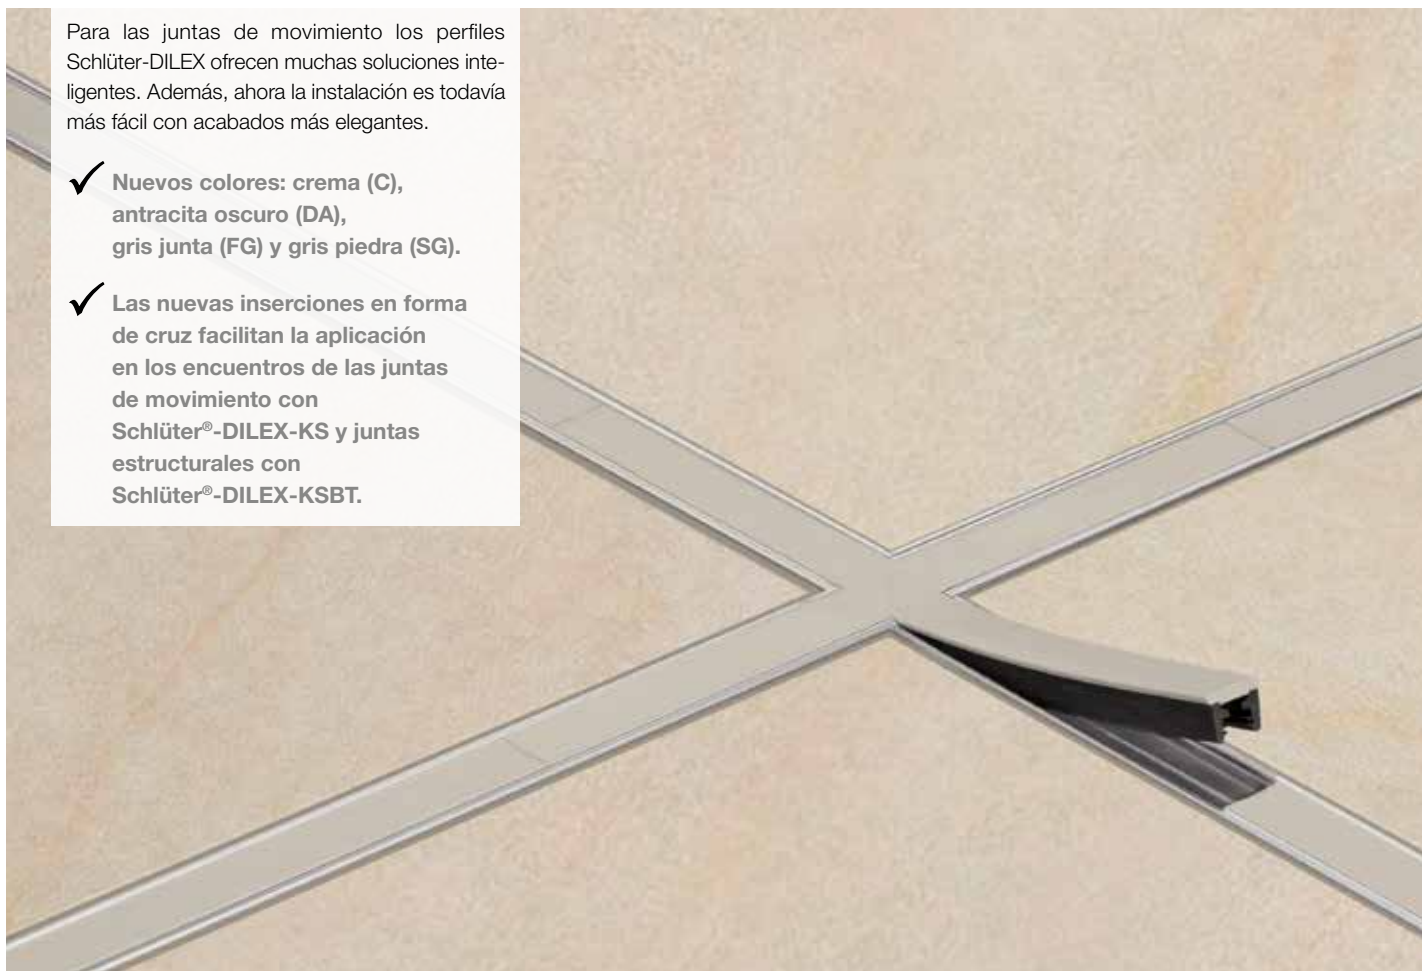 Para las juntas de movimiento los perfiles
Schlüter-DILEX ofrecen muchas soluciones inte-
ligentes. Además, ahora la instalación es todavía
más fácil con acabados más elegantes.
Nuevos colores: crema (C),
antracita oscuro (DA),
gris junta (FG) y gris piedra (SG).
Las nuevas inserciones en forma
de cruz facilitan la aplicación
en los encuentros de las juntas
de movimiento con
Schlüter®-DILEX-KS y juntas
estructurales con
Schlüter®-DILEX-KSBT.